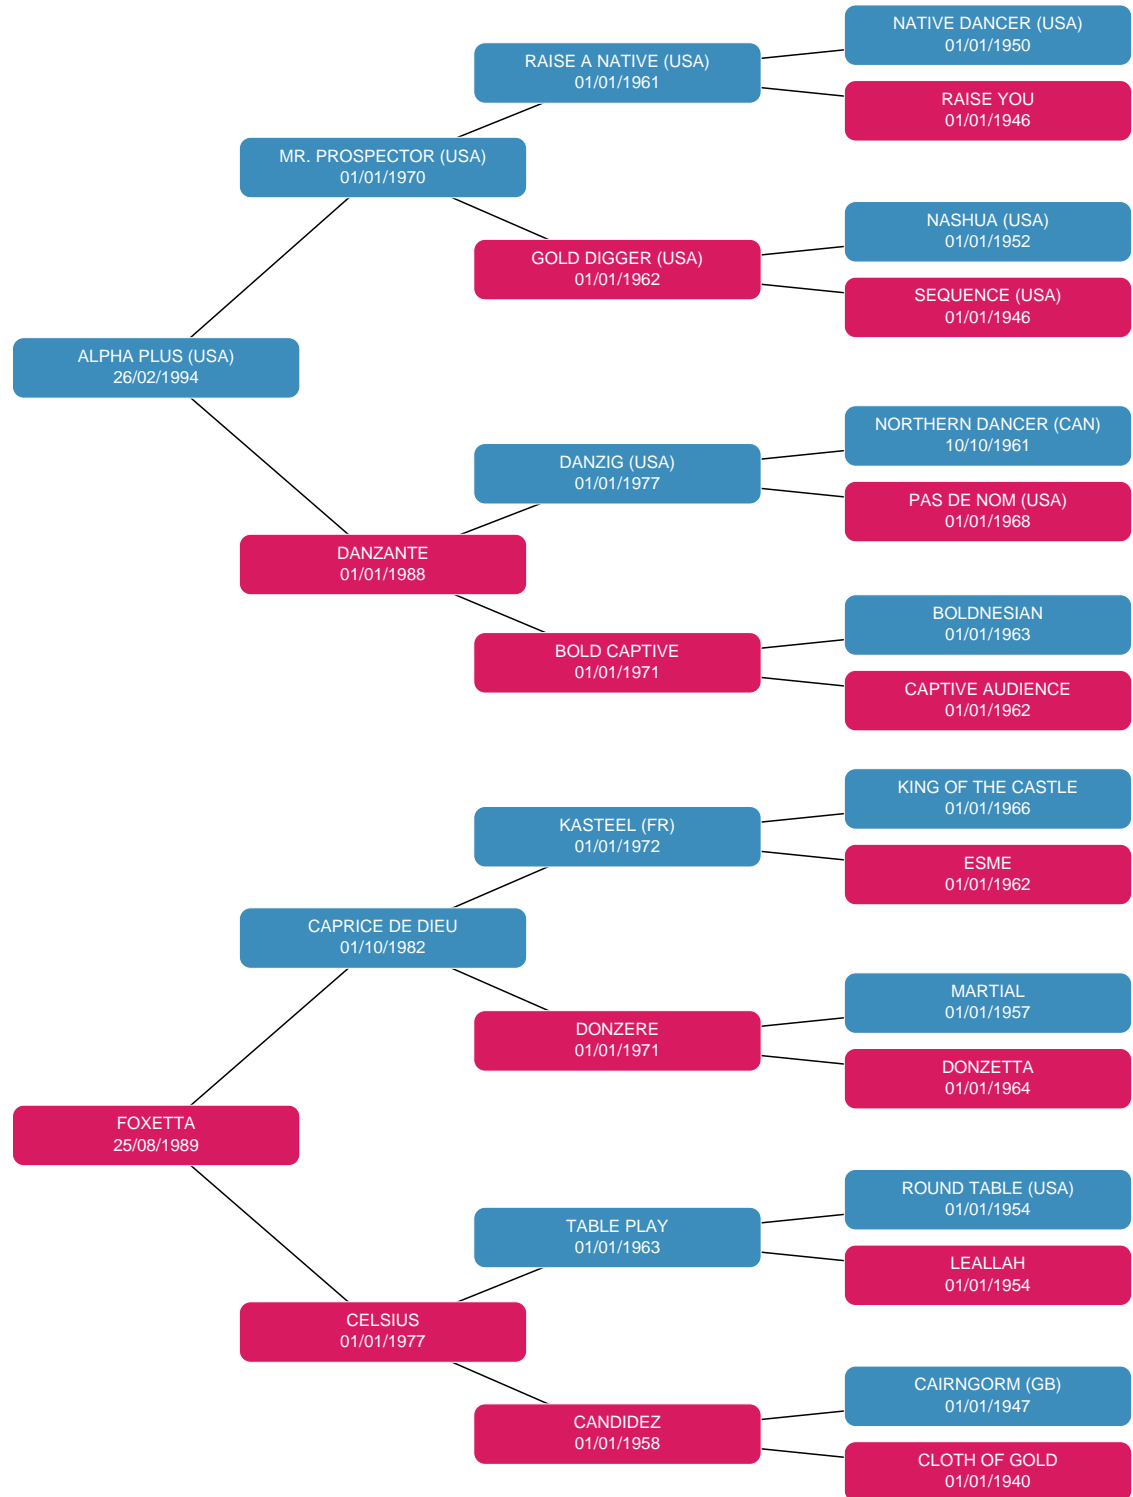 NATIVE DANCER (USA)
01/01/1950
RAISE A NATIVE (USA)
01/01/1961
RAISE YOU
01/01/1946
MR. PROSPECTOR (USA)
01/01/1970
NASHUA (USA)
01/01/1952
GOLD DIGGER (USA)
01/01/1962
SEQUENCE (USA)
01/01/1946
ALPHA PLUS (USA)
26/02/1994
NORTHERN DANCER (CAN)
10/10/1961
DANZIG (USA)
01/01/1977
PAS DE NOM (USA)
01/01/1968
DANZANTE
01/01/1988
BOLDNESIAN
01/01/1963
BOLD CAPTIVE
01/01/1971
CAPTIVE AUDIENCE
01/01/1962
KING OF THE CASTLE
01/01/1966
KASTEEL (FR)
01/01/1972
ESME
01/01/1962
CAPRICE DE DIEU
01/10/1982
MARTIAL
01/01/1957
DONZERE
01/01/1971
DONZETTA
01/01/1964
FOXETTA
25/08/1989
ROUND TABLE (USA)
01/01/1954
TABLE PLAY
01/01/1963
LEALLAH
01/01/1954
CELSIUS
01/01/1977
CAIRNGORM (GB)
01/01/1947
CANDIDEZ
01/01/1958
CLOTH OF GOLD
01/01/1940